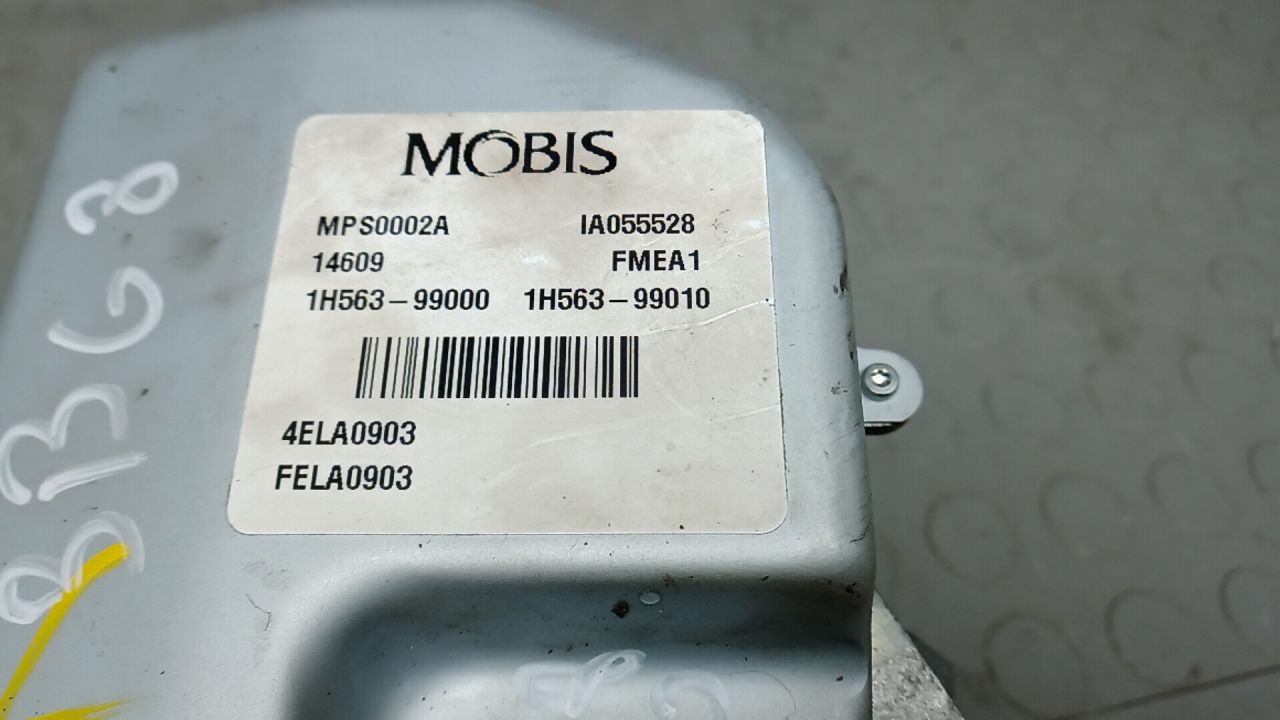 MOBIS
MPS0002A IA055528
14609 FMEA1
1H563-99000 1H563-99010
4ELA0903
FELA0903